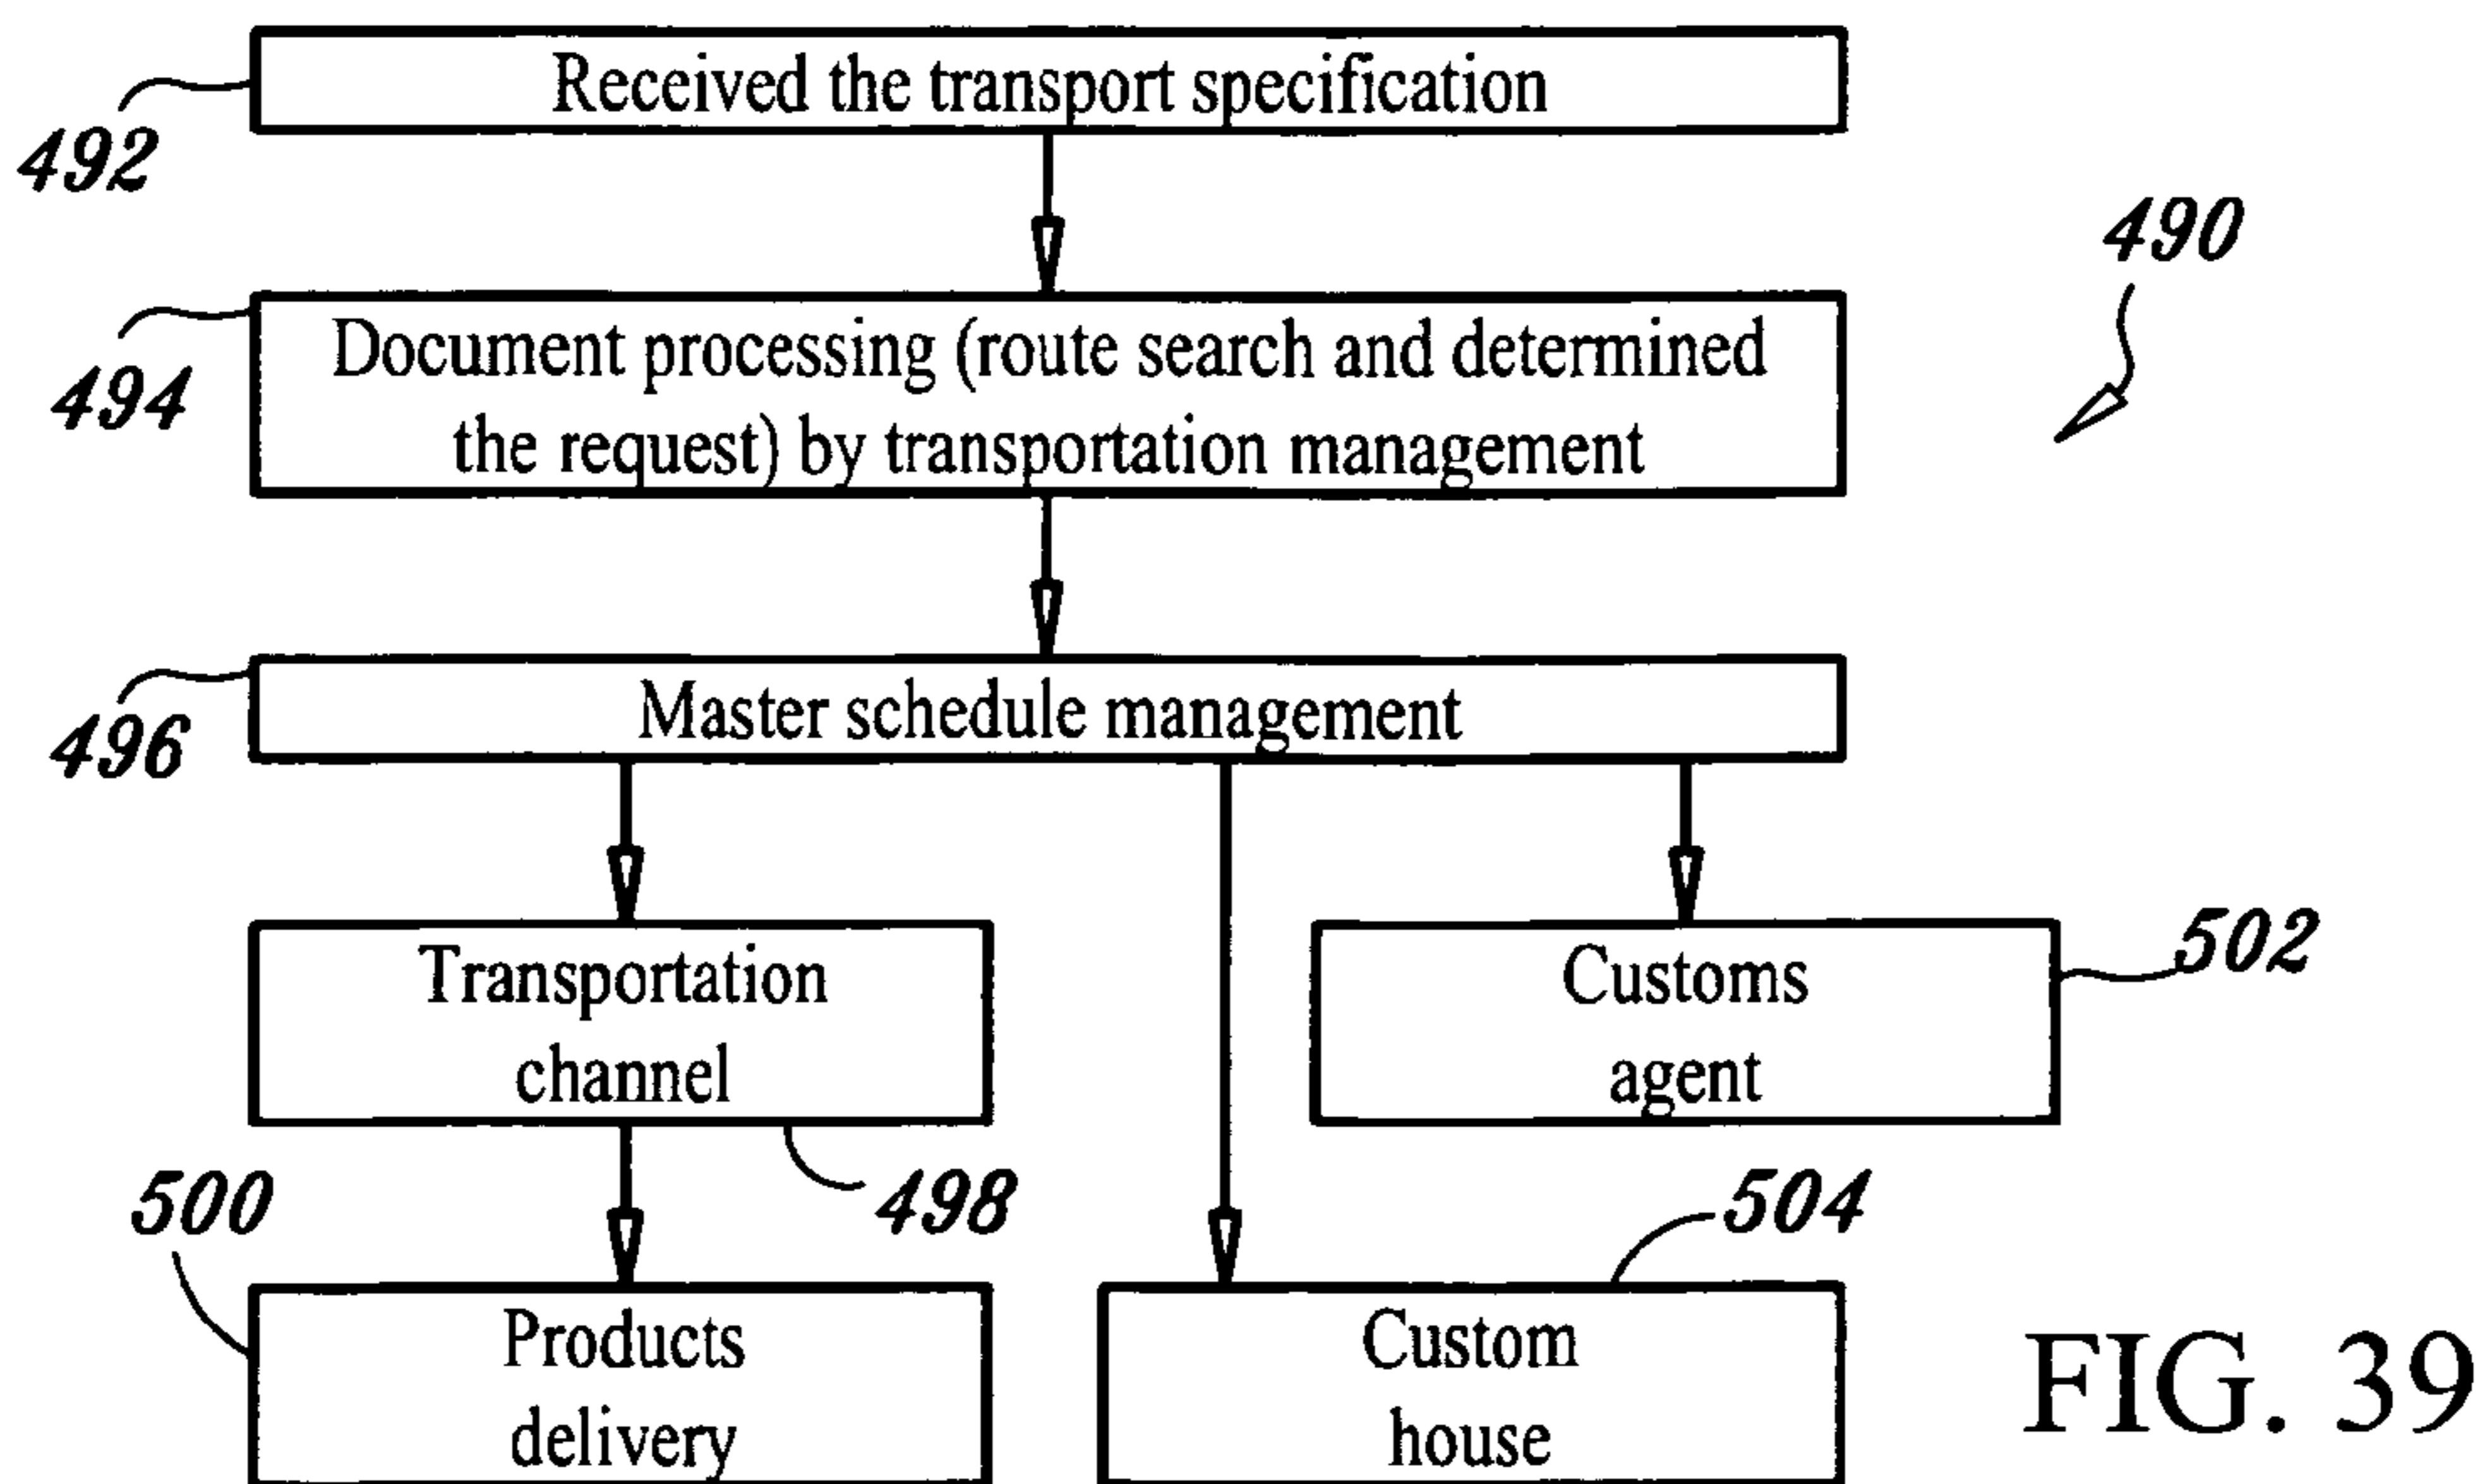 Received the transport specification
492
490
Document processing (route search and determined
the request) by transportation management
494
Master schedule management
496
Transportation
channel
Customs
agent
502
498
500
504
Products
delivery
Custom
house
FIG. 39